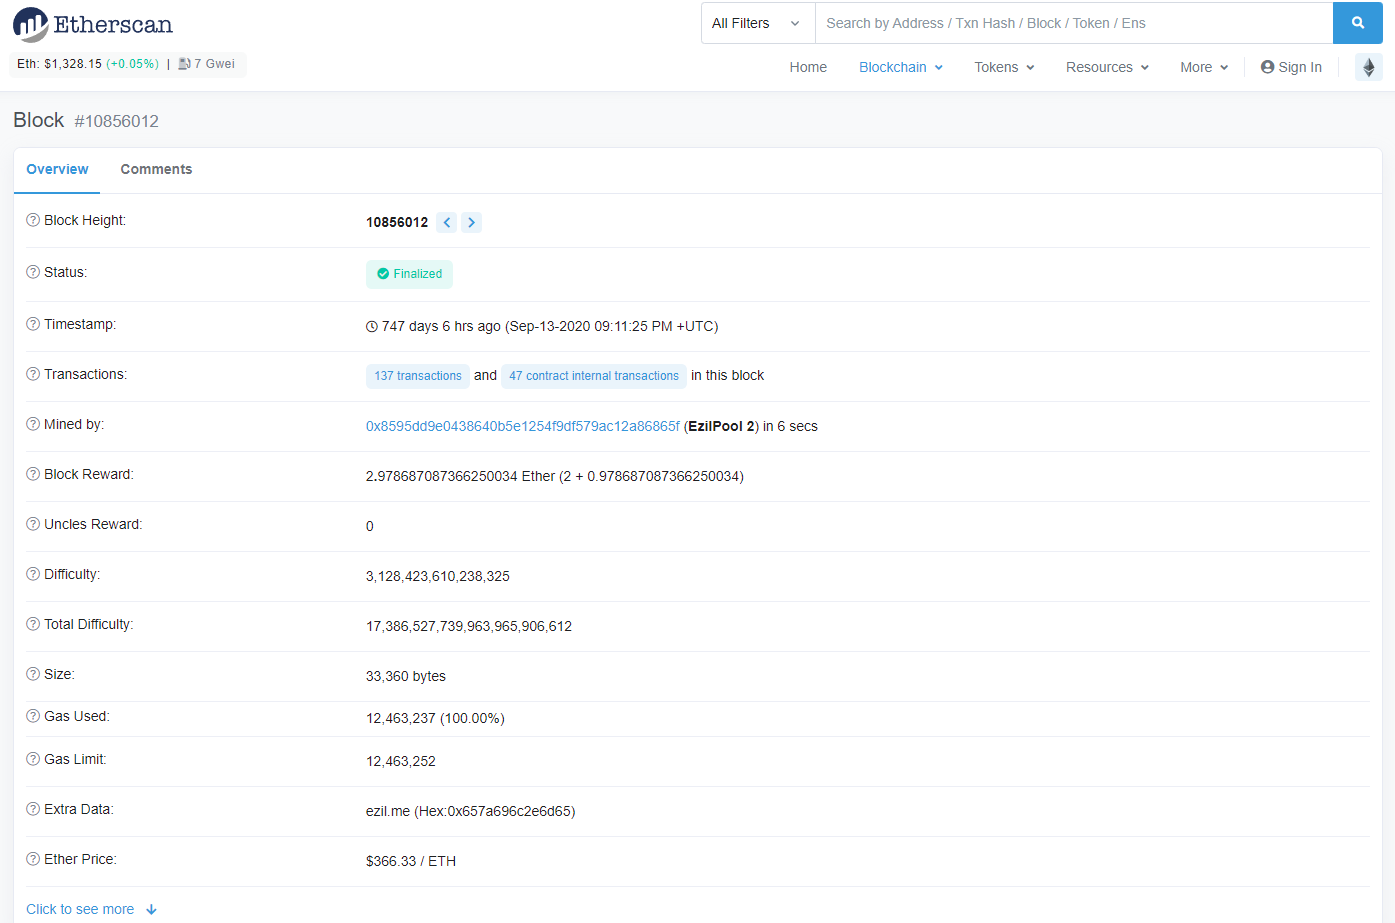 Etherscan
All Filters
Search by Address / Txn Hash / Block / Token / Ens
Eth: $1,328.15 (+0.05%) | 7 Gwei
Home Blockchain Tokens Resources More Sign In
Block #10856012
Overview Comments
Block Height: 10856012
Status: Finalized
Timestamp: 747 days 6 hrs ago (Sep-13-2020 09:11:25 PM +UTC)
Transactions: 137 transactions and 47 contract internal transactions in this block
Mined by: 0x8595dd9e0438640b5e1254f9df579ac12a86865f (EzilPool 2) in 6 secs
Block Reward: 2.978687087366250034 Ether (2 + 0.978687087366250034)
Uncles Reward: 0
Difficulty: 3,128,423,610,238,325
Total Difficulty: 17,386,527,739,963,965,906,612
Size: 33,360 bytes
Gas Used: 12,463,237 (100.00%)
Gas Limit: 12,463,252
Extra Data: ezil.me (Hex:0x657a696c2e6d65)
Ether Price: $366.33 / ETH
Click to see more